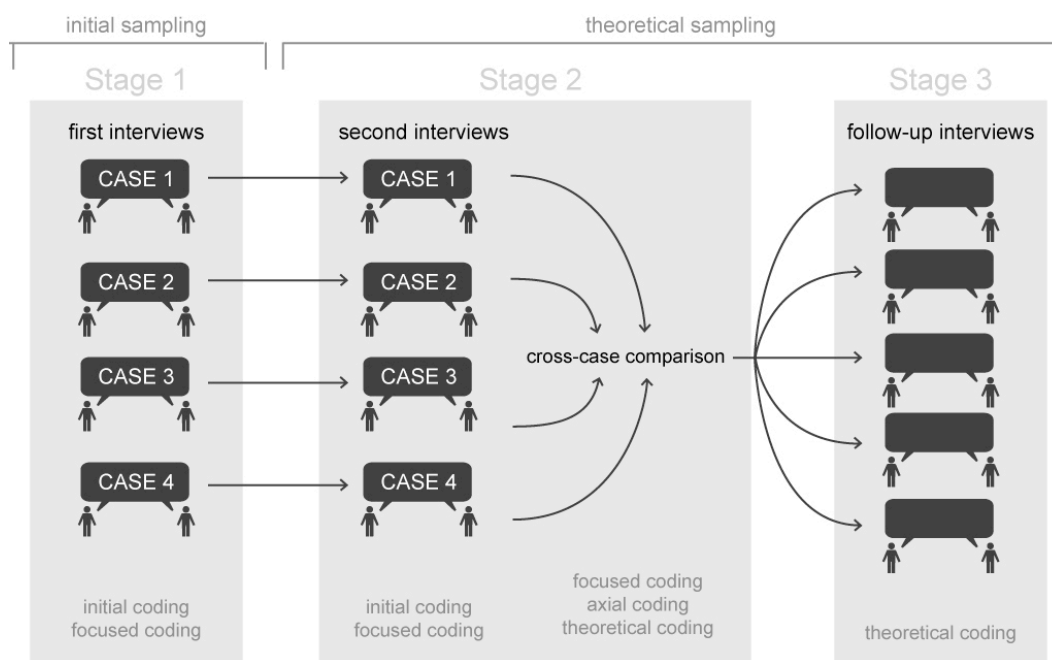 initial sampling
theoretical sampling
Stage 1
Stage 2
Stage 3
first interviews
second interviews
follow-up interviews
CASE 1
CASE 1
CASE 2
CASE 2
CASE 3
CASE 3
cross-case comparison
CASE 4
CASE 4
initial coding
focused coding
initial coding
focused coding
focused coding
axial coding
theoretical coding
theoretical coding